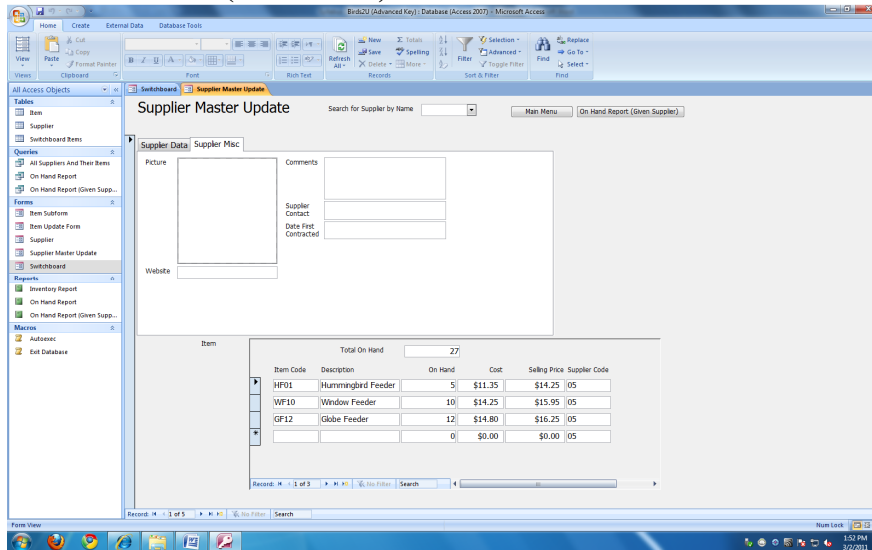 Birds2U (Advanced Key) : Database (Access 2007) - Microsoft Access
Home Create External Data Database Tools
View Paste Cut Copy Format Painter
B I U A
Refresh All New Save Delete Totals Spelling More
Filter Selection Advanced Toggle Filter
Find Replace Go To Select
Views Clipboard Font Rich Text Records Sort & Filter Find
All Access Objects
Tables
Item
Supplier
Switchboard Items
Queries
All Suppliers And Their Items
On Hand Report
On Hand Report (Given Supp...
Forms
Item Subform
Item Update Form
Supplier
Supplier Master Update
Switchboard
Reports
Inventory Report
On Hand Report
On Hand Report (Given Supp...
Macros
Autoexec
Exit Database
Switchboard Supplier Master Update
Supplier Master Update
Search for Supplier by Name
Main Menu On Hand Report (Given Supplier)
Supplier Data Supplier Misc
Picture
Comments
Supplier
Contact
Date First
Contracted
Website
Item
Total On Hand 27
Item Code Description On Hand Cost Selling Price Supplier Code
HF01 Hummingbird Feeder 5 $11.35 $14.25 05
WF10 Window Feeder 10 $14.25 $15.95 05
GF12 Globe Feeder 12 $14.80 $16.25 05
0 $0.00 $0.00 05
Record: 1 of 3 No Filter Search
Record: 1 of 5 No Filter Search
Form View Num Lock
1:52 PM
3/2/2011